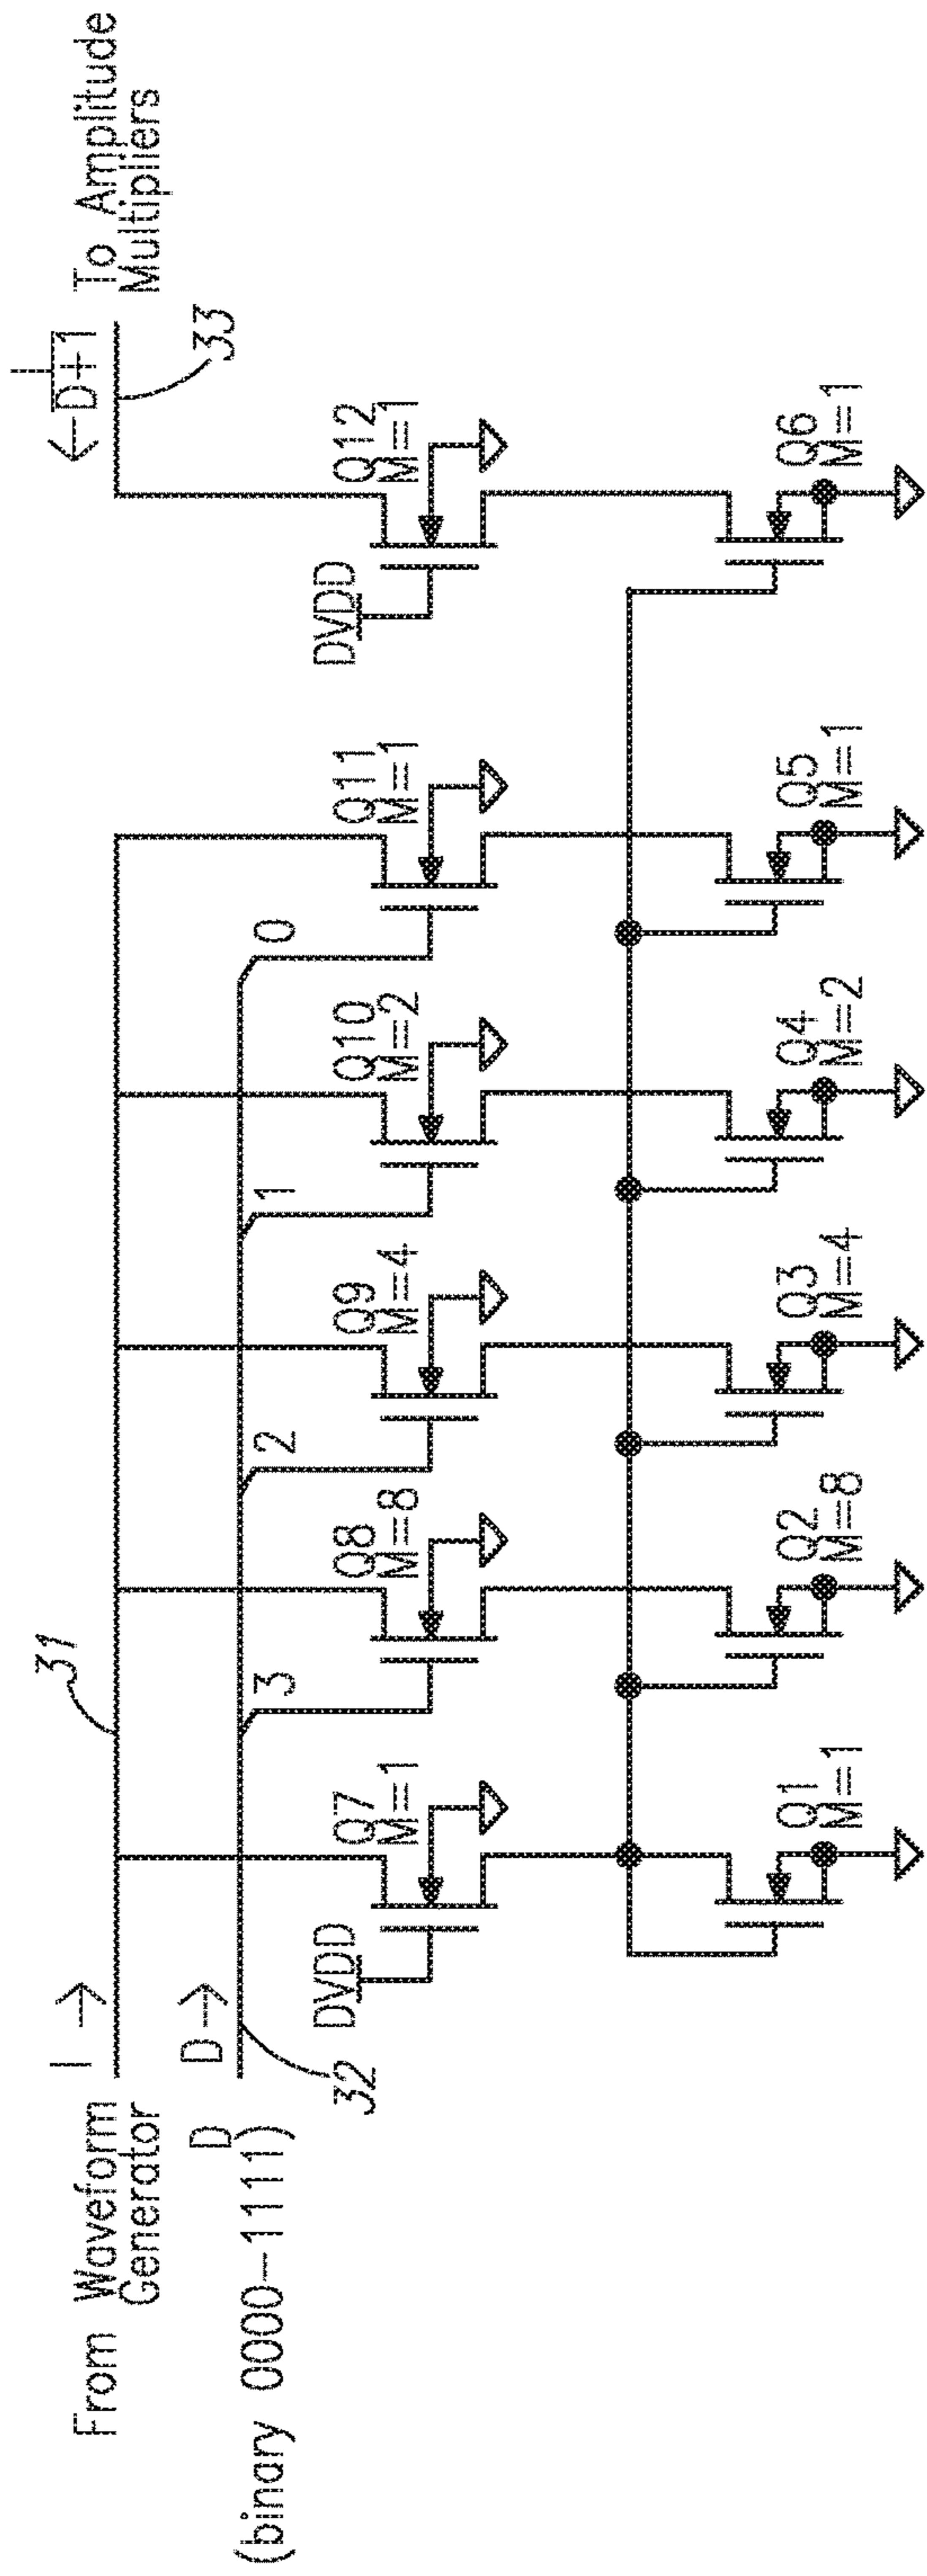 From Waveform
Generator
I →
31
I
← D+1
To Amplitude
Multipliers
33
D
(binary 0000–1111)
D →
32
3
2
1
0
DVDD
Q7
M=1
Q8
M=8
Q9
M=4
Q10
M=2
Q11
M=1
DVDD
Q12
M=1
Q1
M=1
Q2
M=8
Q3
M=4
Q4
M=2
Q5
M=1
Q6
M=1